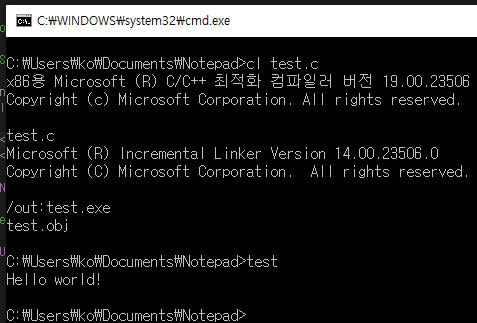 C:₩WINDOWS₩system32₩cmd.exe
C:₩Users₩ko₩Documents₩Notepad>cl test.c
x86용 Microsoft (R) C/C++ 최적화 컴파일러 버전 19.00.23506
Copyright (c) Microsoft Corporation. All rights reserved.
test.c
Microsoft (R) Incremental Linker Version 14.00.23506.0
Copyright (C) Microsoft Corporation.  All rights reserved.
/out:test.exe
test.obj
C:₩Users₩ko₩Documents₩Notepad>test
Hello world!
C:₩Users₩ko₩Documents₩Notepad>